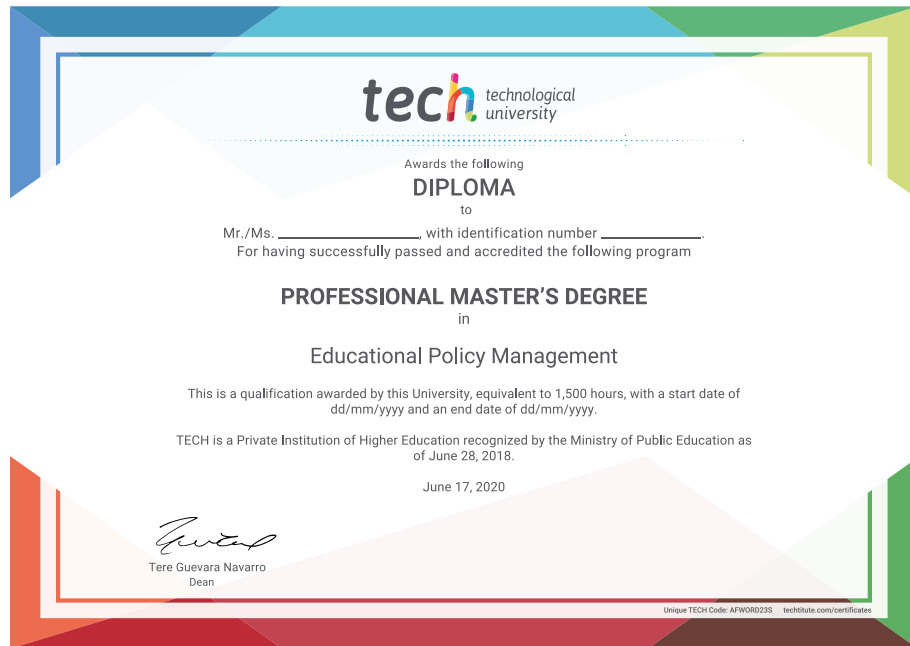 tech technological
university
Awards the following
DIPLOMA
to
Mr./Ms. ____________, with identification number ____________.
For having successfully passed and accredited the following program
PROFESSIONAL MASTER'S DEGREE
in
Educational Policy Management
This is a qualification awarded by this University, equivalent to 1,500 hours, with a start date of
dd/mm/yyyy and an end date of dd/mm/yyyy.
TECH is a Private Institution of Higher Education recognized by the Ministry of Public Education as
of June 28, 2018.
June 17, 2020
Tere Guevara Navarro
Dean
Unique TECH Code: AFWORD23S techtitute.com/certificates